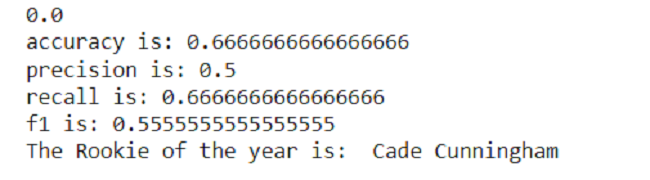 0.0
accuracy is: 0.6666666666666666
precision is: 0.5
recall is: 0.6666666666666666
f1 is: 0.5555555555555555
The Rookie of the year is:  Cade Cunningham